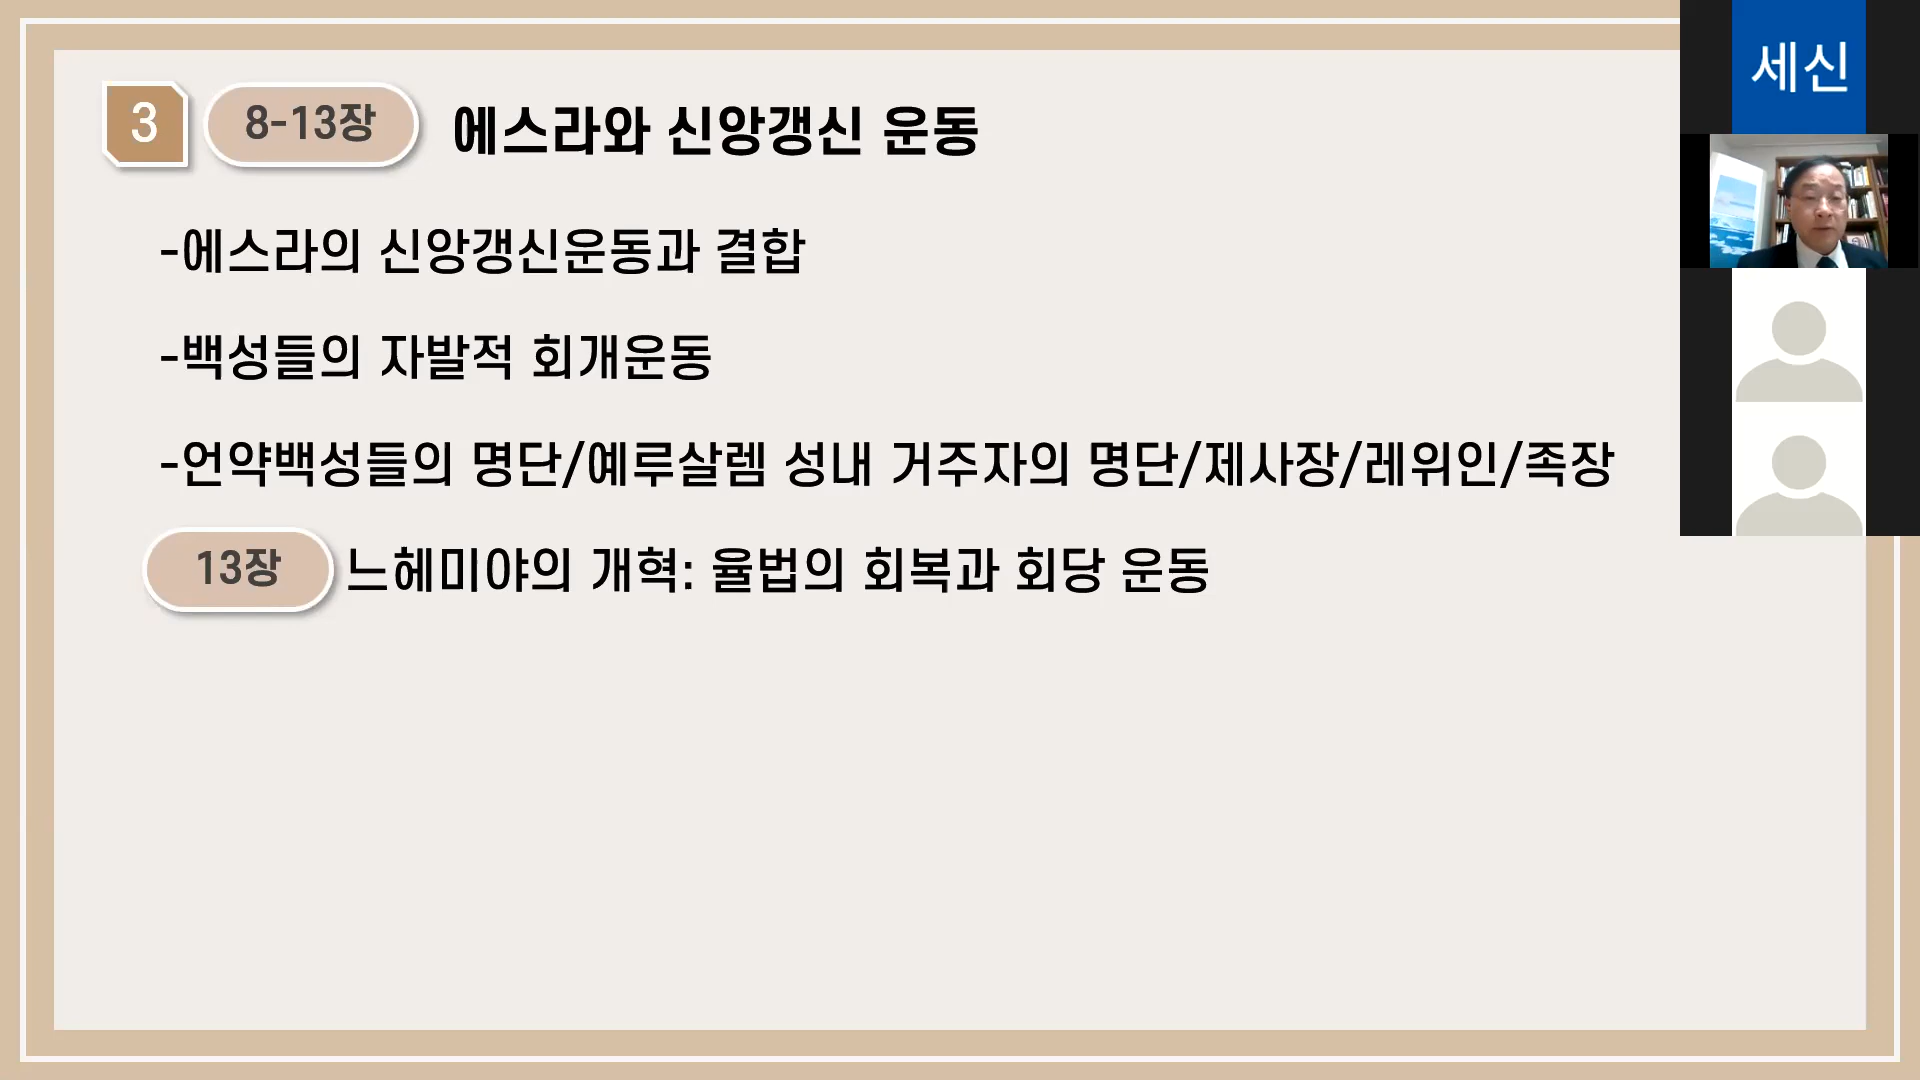 3 8-13장 에스라와 신앙갱신 운동
세신
-에스라의 신앙갱신운동과 결합
-백성들의 자발적 회개운동
-언약백성들의 명단/예루살렘 성내 거주자의 명단/제사장/레위인/족장
13장 느헤미야의 개혁: 율법의 회복과 회당 운동